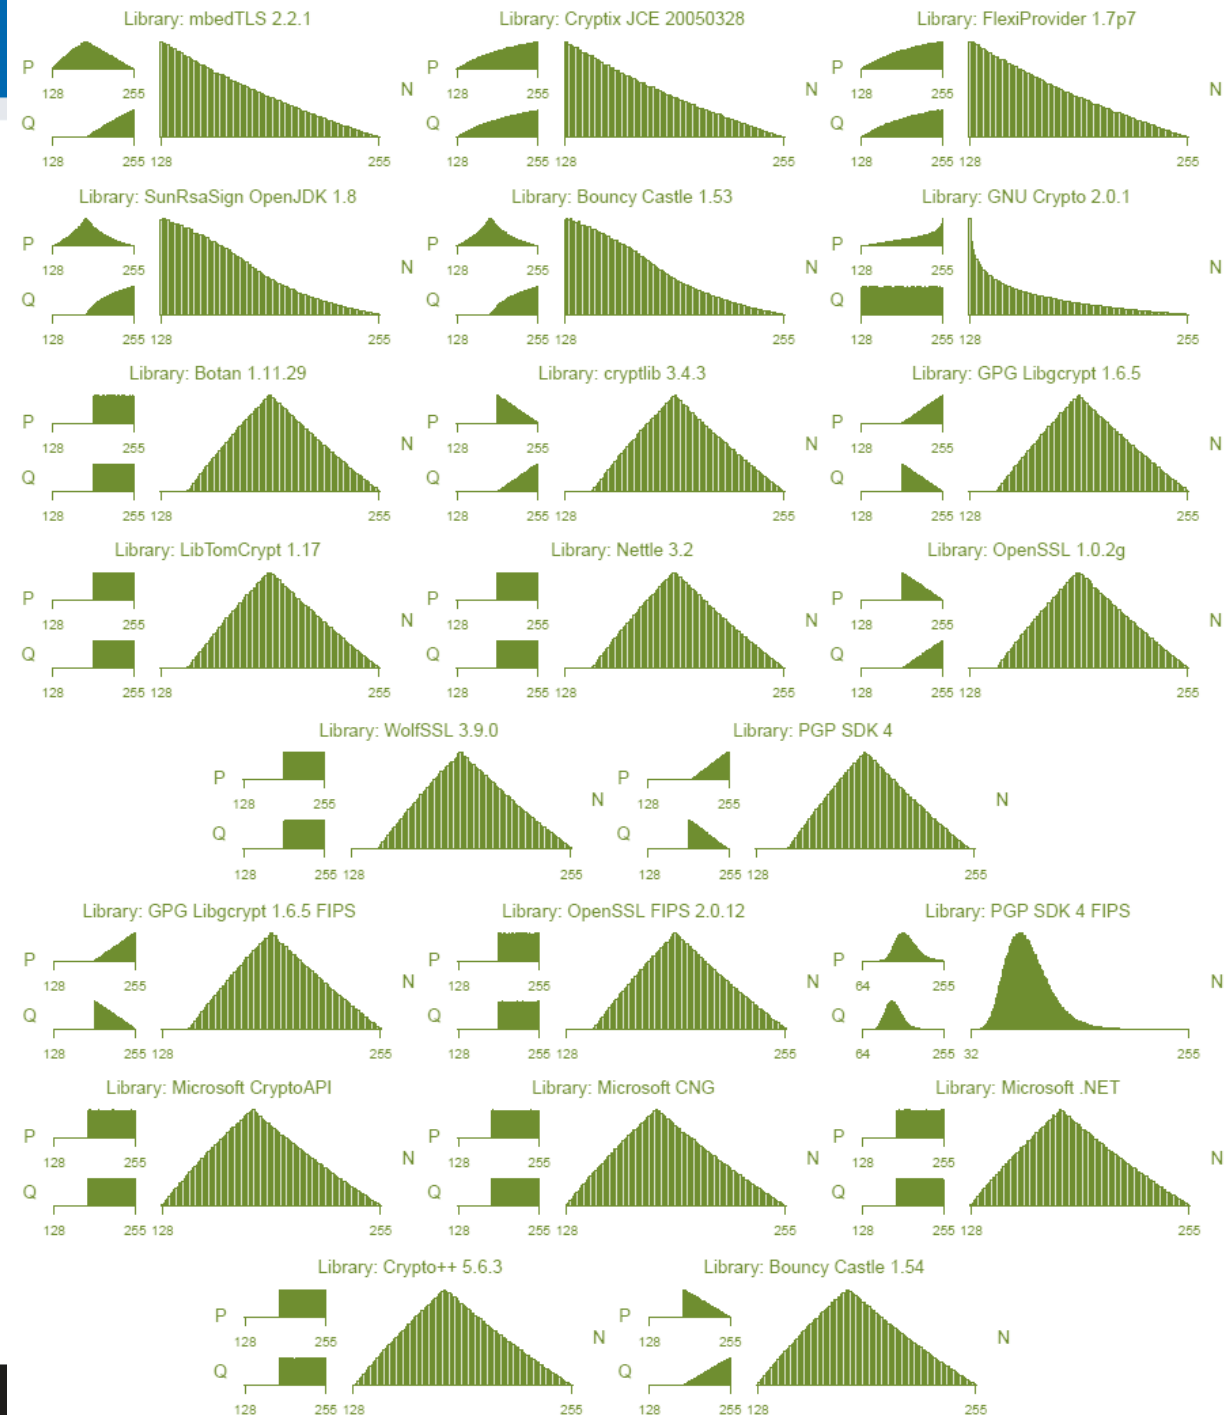 Library: mbedTLS 2.2.1 Library: Cryptix JCE 20050328 Library: FlexiProvider 1.7p7
P P P
128 255 128 255 128 255
N N N
Q Q Q
128 255 128 255 128 255 128 255 128 255 128 255
Library: SunRsaSign OpenJDK 1.8 Library: Bouncy Castle 1.53 Library: GNU Crypto 2.0.1
P P P
128 255 128 255 128 255
N N N
Q Q Q
128 255 128 255 128 255 128 255 128 255 128 255
Library: Botan 1.11.29 Library: cryptlib 3.4.3 Library: GPG Libgcrypt 1.6.5
P P P
128 255 128 255 128 255
N N N
Q Q Q
128 255 128 255 128 255 128 255 128 255 128 255
Library: LibTomCrypt 1.17 Library: Nettle 3.2 Library: OpenSSL 1.0.2g
P P P
128 255 128 255 128 255
N N N
Q Q Q
128 255 128 255 128 255 128 255 128 255 128 255
Library: WolfSSL 3.9.0 Library: PGP SDK 4
P P
128 255 128 255
N N
Q Q
128 255 128 255 128 255 128 255
Library: GPG Libgcrypt 1.6.5 FIPS Library: OpenSSL FIPS 2.0.12 Library: PGP SDK 4 FIPS
P P P
128 255 128 255 64 255
N N N
Q Q Q
128 255 128 255 128 255 128 255 64 255 32 255
Library: Microsoft CryptoAPI Library: Microsoft CNG Library: Microsoft .NET
P P P
128 255 128 255 128 255
N N N
Q Q Q
128 255 128 255 128 255 128 255 128 255 128 255
Library: Crypto++ 5.6.3 Library: Bouncy Castle 1.54
P P
128 255 128 255
N N
Q Q
128 255 128 255 128 255 128 255